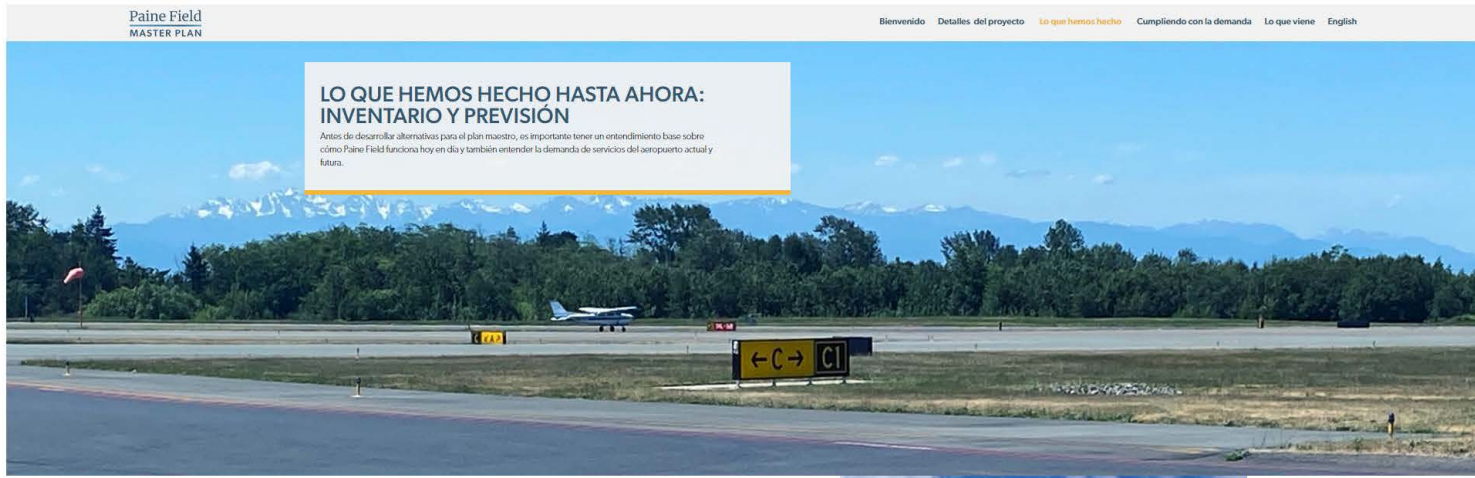 Paine Field
MASTER PLAN
Bienvenido Detalles del proyecto Lo que hemos hecho Cumpliendo con la demanda Lo que viene English
LO QUE HEMOS HECHO HASTA AHORA:
INVENTARIO Y PREVISIÓN
Antes de desarrollar alternativas para el plan maestro, es importante tener un entendimiento base sobre
cómo Paine Field funciona hoy en día y también entender la demanda de servicios del aeropuerto actual y
futura.
←C→ C1